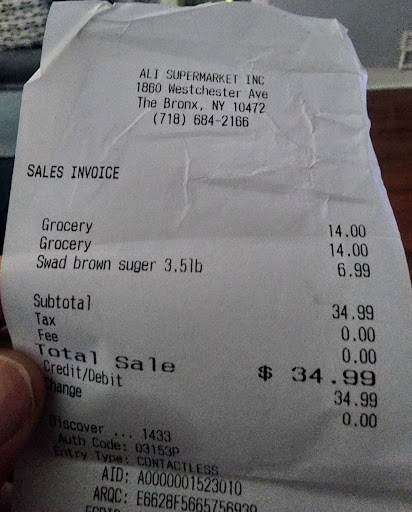 ALI SUPERMARKET INC
1860 Westchester Ave
The Bronx, NY 10472
(718) 684-2166
SALES INVOICE
Grocery 14.00
Grocery 14.00
Swad brown suger 3.5lb 6.99
Subtotal 34.99
Tax 0.00
Fee 0.00
Total Sale $ 34.99
Credit/Debit 34.99
Change 0.00
Discover ... 1433
Auth Code: 03153P
Entry Type: CONTACTLESS
AID: A0000001523010
ARQC: